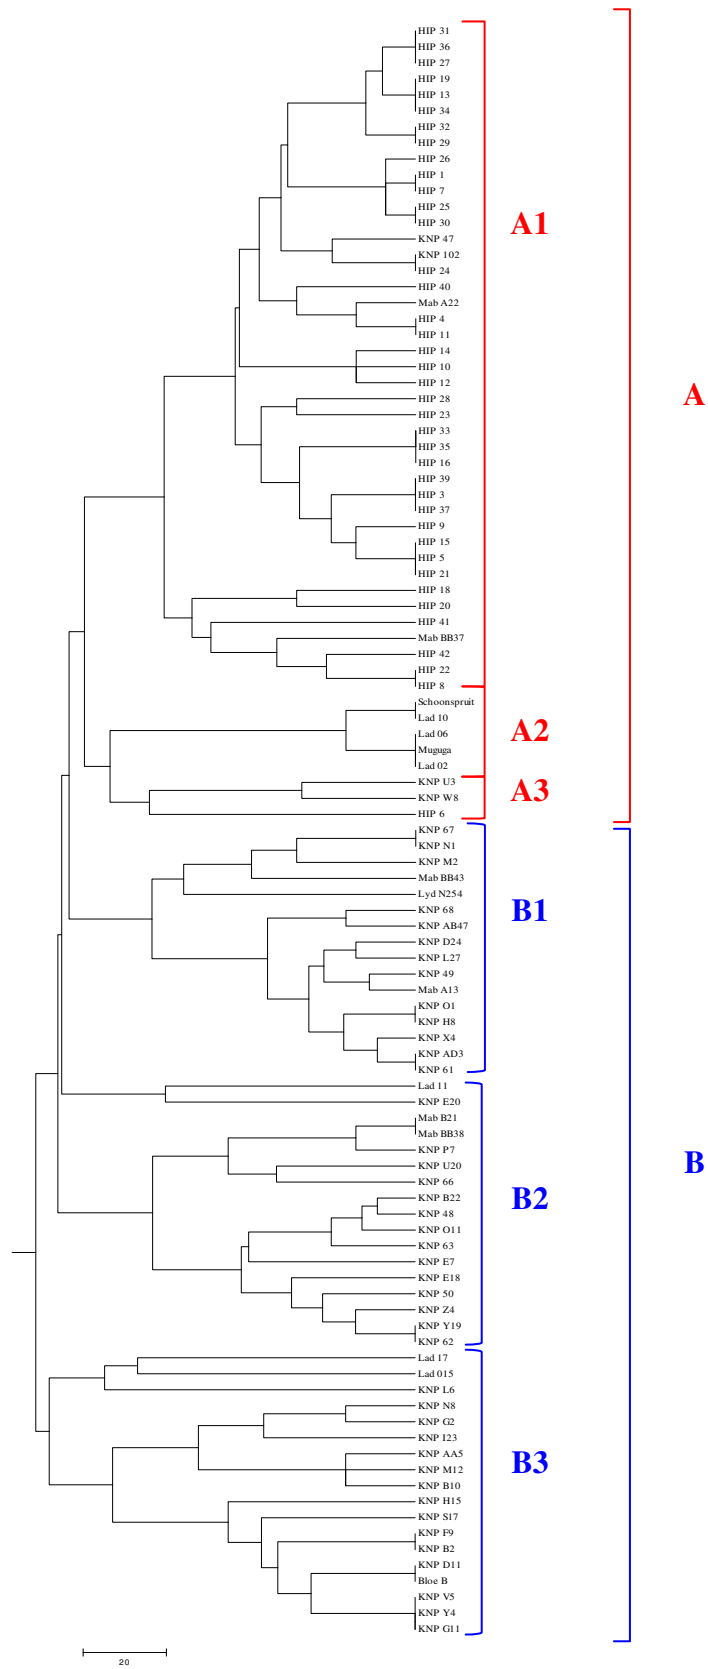 HIP 31
HIP 36
HIP 27
HIP 19
HIP 13
HIP 34
HIP 32
HIP 29
HIP 26
HIP 1
HIP 7
HIP 25
HIP 30
A1
KNP 47
KNP 102
HIP 24
HIP 40
Mab A22
HIP 4
HIP 11
HIP 14
HIP 10
HIP 12
A
HIP 28
HIP 23
HIP 33
HIP 35
HIP 16
HIP 39
HIP 3
HIP 37
HIP 9
HIP 15
HIP 5
HIP 21
HIP 18
HIP 20
HIP 41
Mab BB37
HIP 42
HIP 22
HIP 8
Schoonspruit
Lad 10
A2
Lad 06
Muguga
Lad 02
KNP U3
A3
KNP W8
HIP 6
KNP 67
KNP N1
KNP M2
Mab BB43
Lyd N254
B1
KNP 68
KNP AB47
KNP D24
KNP L27
KNP 49
Mab A13
KNP O1
KNP H8
KNP X4
KNP AD3
KNP 61
Lad 11
KNP E20
Mab B21
Mab BB38
KNP P7
B
KNP U20
KNP 66
B2
KNP B22
KNP 48
KNP O11
KNP 63
KNP E7
KNP E18
KNP 50
KNP Z4
KNP Y19
KNP 62
Lad 17
Lad 015
KNP L6
KNP N8
KNP G2
KNP I23
KNP AA5
B3
KNP M12
KNP B10
KNP H15
KNP S17
KNP F9
KNP B2
KNP D11
Bloe B
KNP V5
KNP Y4
KNP G11
20